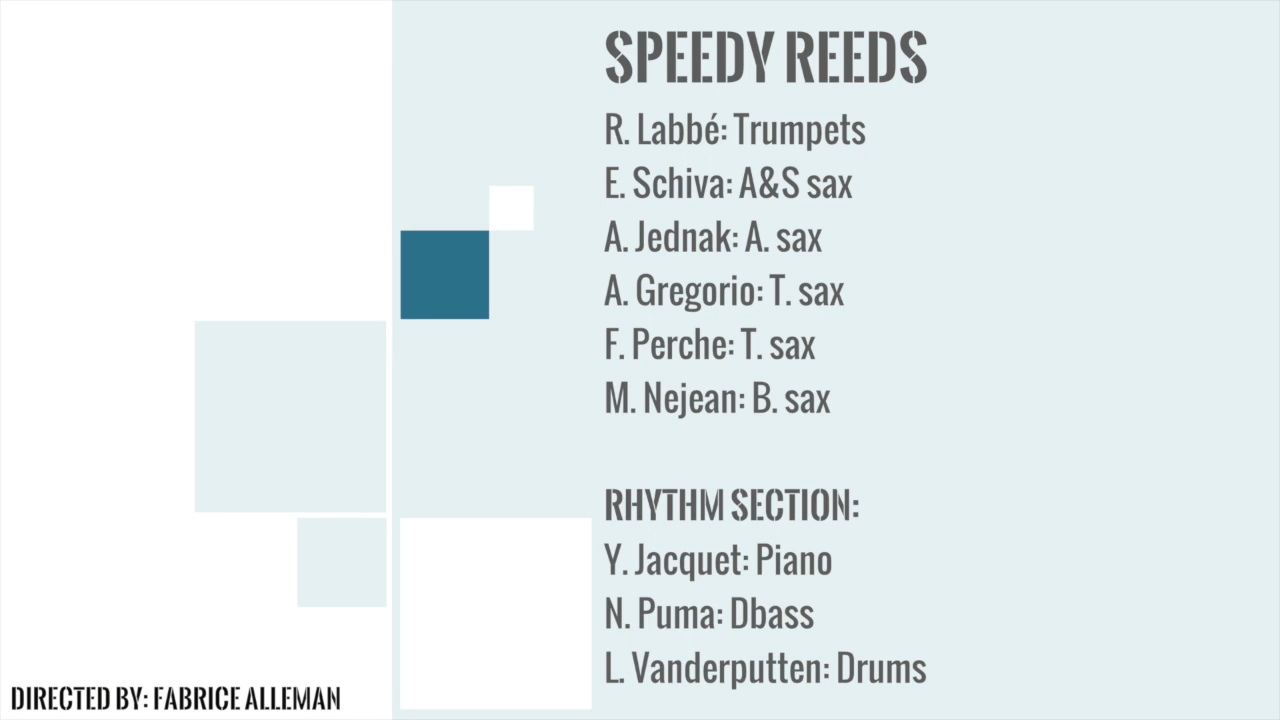 SPEEDY REEDS
R. Labbé: Trumpets
E. Schiva: A&S sax
A. Jednak: A. sax
A. Gregorio: T. sax
F. Perche: T. sax
M. Nejean: B. sax
RHYTHM SECTION:
Y. Jacquet: Piano
N. Puma: Dbass
L. Vanderputten: Drums
DIRECTED BY: FABRICE ALLEMAN